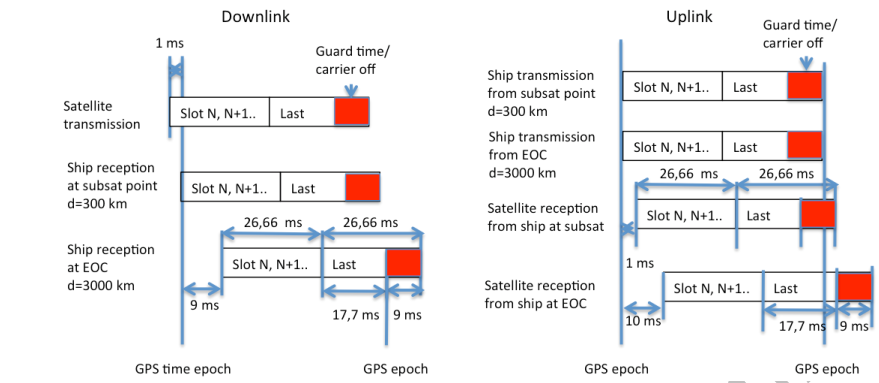 Downlink
1 ms
Guard time/
carrier off
Satellite
transmission
Slot N, N+1..
Last
Ship reception
at subsat point
d=300 km
Slot N, N+1..
Last
26,66 ms
26,66 ms
Ship reception
at EOC
d=3000 km
Slot N, N+1..
Last
9 ms
17,7 ms
9 ms
GPS time epoch
GPS epoch
Uplink
Guard time/
carrier off
Ship transmission
from subsat point
d=300 km
Slot N, N+1..
Last
Ship transmission
from EOC
d=3000 km
Slot N, N+1..
Last
26,66 ms
26,66 ms
Satellite reception
from ship at subsat
Slot N, N+1..
Last
1 ms
Satellite reception
from ship at EOC
Slot N, N+1..
Last
10 ms
17,7 ms
9 ms
GPS epoch
GPS epoch